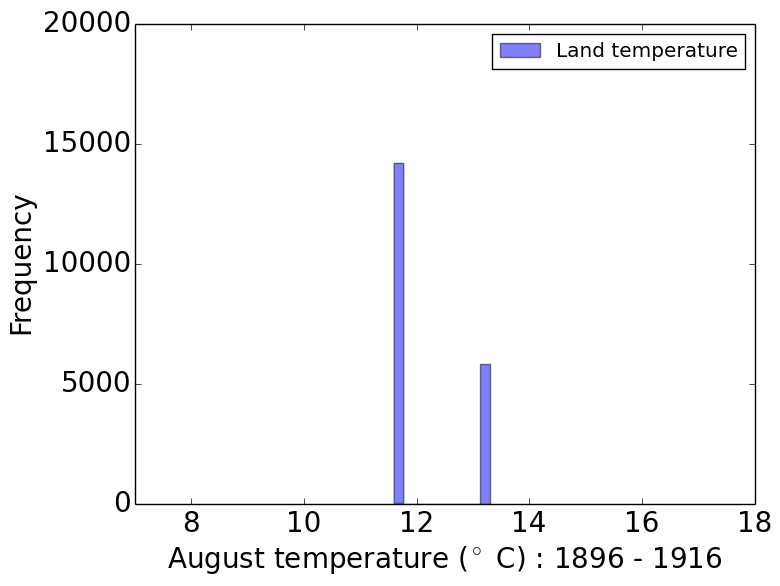 20000
Land temperature
15000
10000
5000
0
Frequency
8 10 12 14 16 18
August temperature (° C) : 1896 - 1916